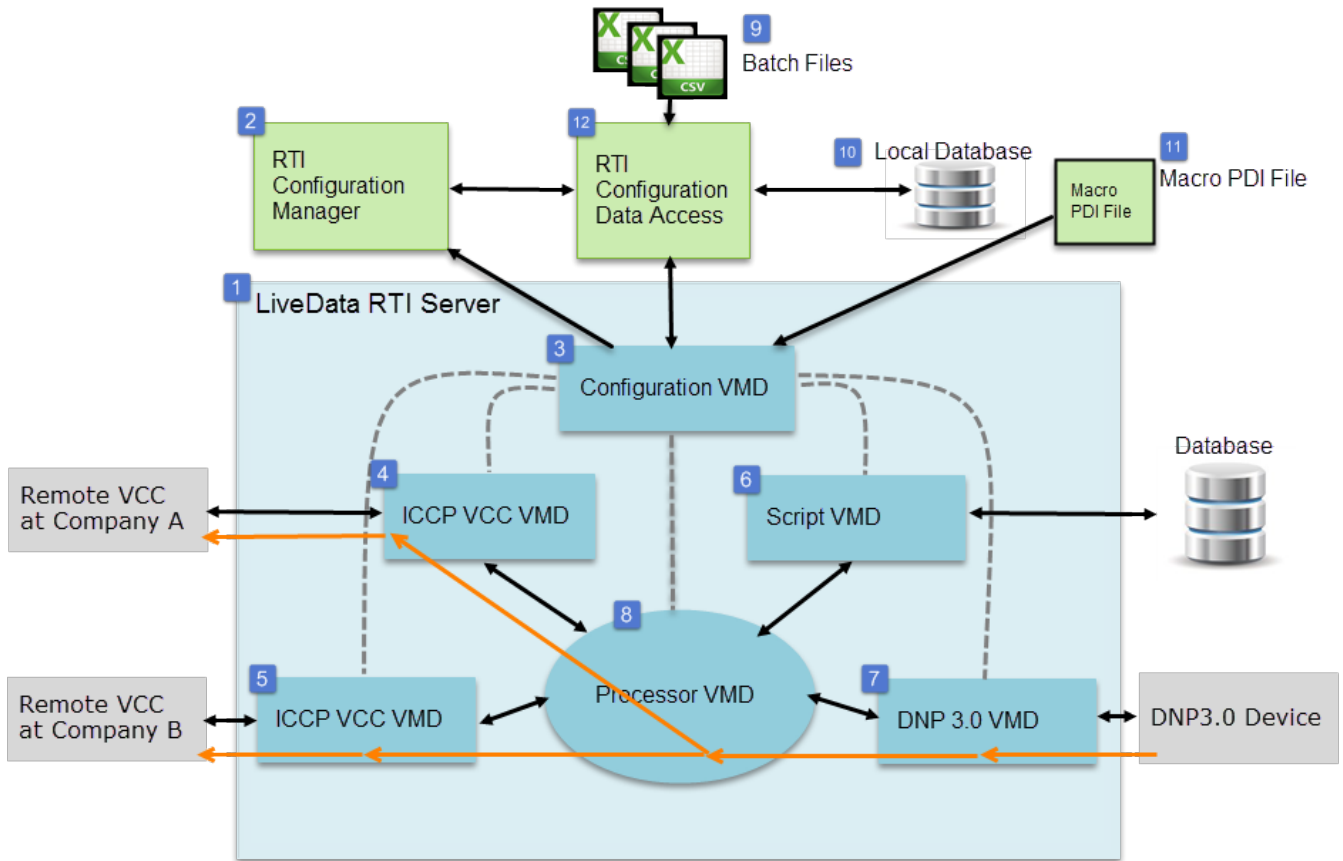 9
Batch Files
CSV
CSV
CSV
2
RTI
Configuration
Manager
12
RTI
Configuration
Data Access
10
Local Database
11
Macro PDI File
Macro
PDI File
1
LiveData RTI Server
3
Configuration VMD
4
ICCP VCC VMD
6
Script VMD
Database
Remote VCC
at Company A
8
Processor VMD
5
ICCP VCC VMD
7
DNP 3.0 VMD
Remote VCC
at Company B
DNP3.0 Device